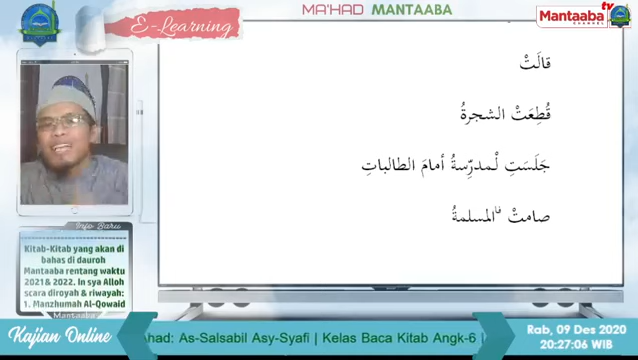 MA'HAD MANTAABA
E-Learning
Mantaaba tv
CHANNEL
قالَتْ
قُطِعَتْ الشجرةُ
جَلَسَتِ لْمدرِّسةُ أمامَ الطالباتِ
صامتْ فا المسلمةُ
Info Baru
Kitab-Kitab yang akan di
bahas di dauroh
Mantaaba rentang waktu
2021 & 2022. In sya Alloh
scara diroyah & riwayah:
1. Manzhumah Al-Qowaid
Mantaaba
Kajian Online
Ahad: As-Salsabil Asy-Syafi | Kelas Baca Kitab Angk-6 |
Rab, 09 Des 2020
20:27:06 WIB